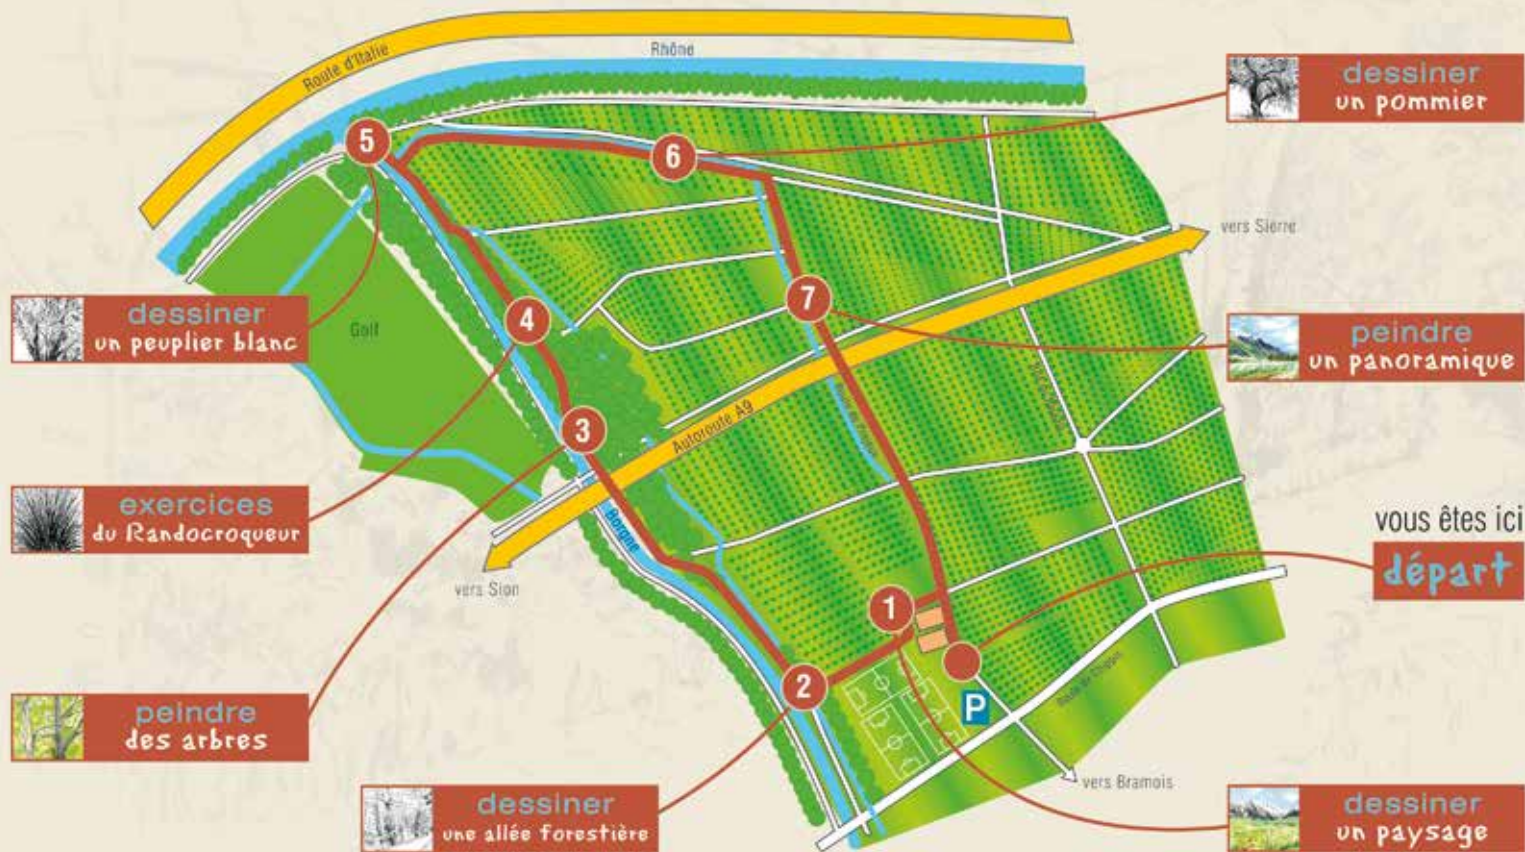 Route d'Italie
Rhône
dessiner
un pommier
5
6
vers Sierre
dessiner
un peuplier blanc
Golf
4
7
peindre
un panoramique
3
Autoroute A9
exercices
du Randocroqueur
Borgne
vers Sion
vous êtes ici
départ
1
2
P
peindre
des arbres
vers Bramois
dessiner
une allée forestière
dessiner
un paysage